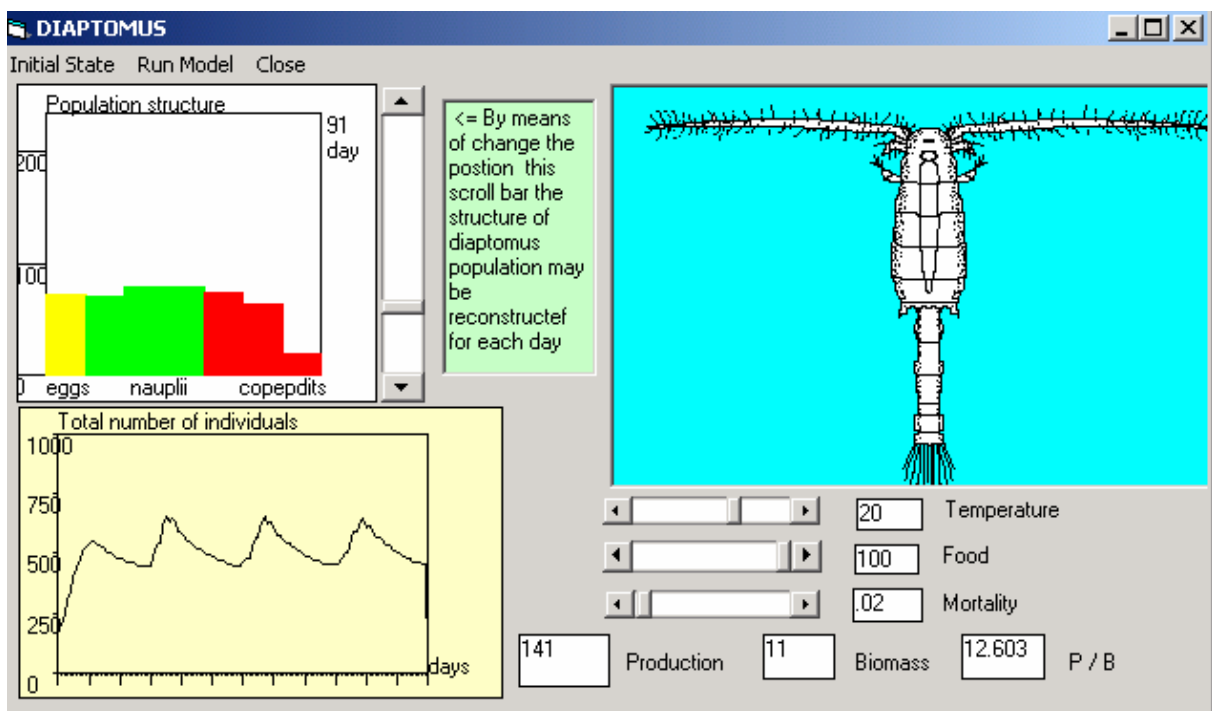 DIAPTOMUS
Initial State Run Model Close
Population structure
91
day
200
100
0 eggs nauplii copepdits
<= By means
of change the
postion this
scroll bar the
structure of
diaptomus
population may
be
reconstructef
for each day
Total number of individuals
1000
750
500
250
0
days
20 Temperature
100 Food
.02 Mortality
141 Production 11 Biomass 12.603 P / B